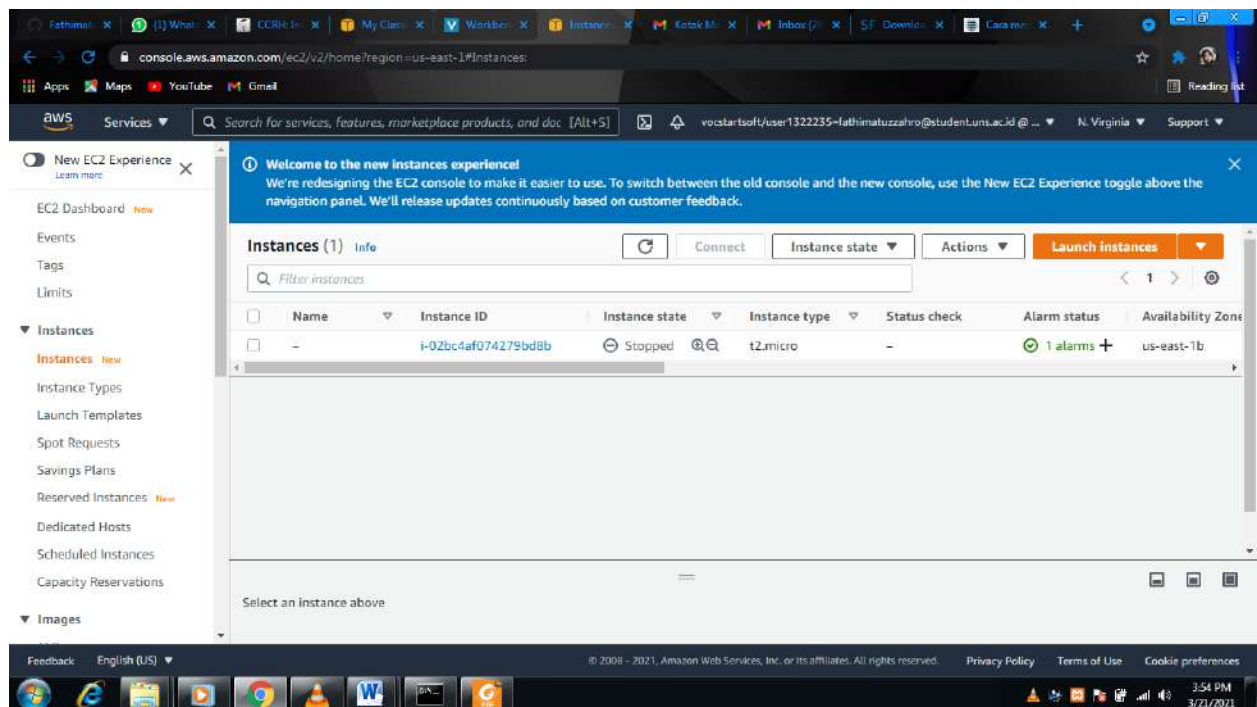 Fathimat
(1) What
CCRH: I
My Class
Workben
Instance
Kotak M
Inbox (2
SF Downloa
Cara me
console.aws.amazon.com/ec2/v2/home?region=us-east-1#Instances:
Apps Maps YouTube Gmail Reading list
aws Services Search for services, features, marketplace products, and doc [Alt+S] vocstartsoft/user1322235=fathimatuzzahro@student.uns.ac.id @ ... N. Virginia Support
New EC2 Experience
Learn more
Welcome to the new instances experience!
We're redesigning the EC2 console to make it easier to use. To switch between the old console and the new console, use the New EC2 Experience toggle above the
navigation panel. We'll release updates continuously based on customer feedback.
EC2 Dashboard New
Events
Tags
Limits
Instances
Instances New
Instance Types
Launch Templates
Spot Requests
Savings Plans
Reserved Instances New
Dedicated Hosts
Scheduled Instances
Capacity Reservations
Images
Instances (1) Info Connect Instance state Actions Launch instances
Filter instances 1
Name Instance ID Instance state Instance type Status check Alarm status Availability Zone
– i-02bc4af074279bd8b Stopped t2.micro – 1 alarms + us-east-1b
Select an instance above
Feedback English (US) © 2008 - 2021, Amazon Web Services, Inc. or its affiliates. All rights reserved. Privacy Policy Terms of Use Cookie preferences
3:54 PM
3/21/2021